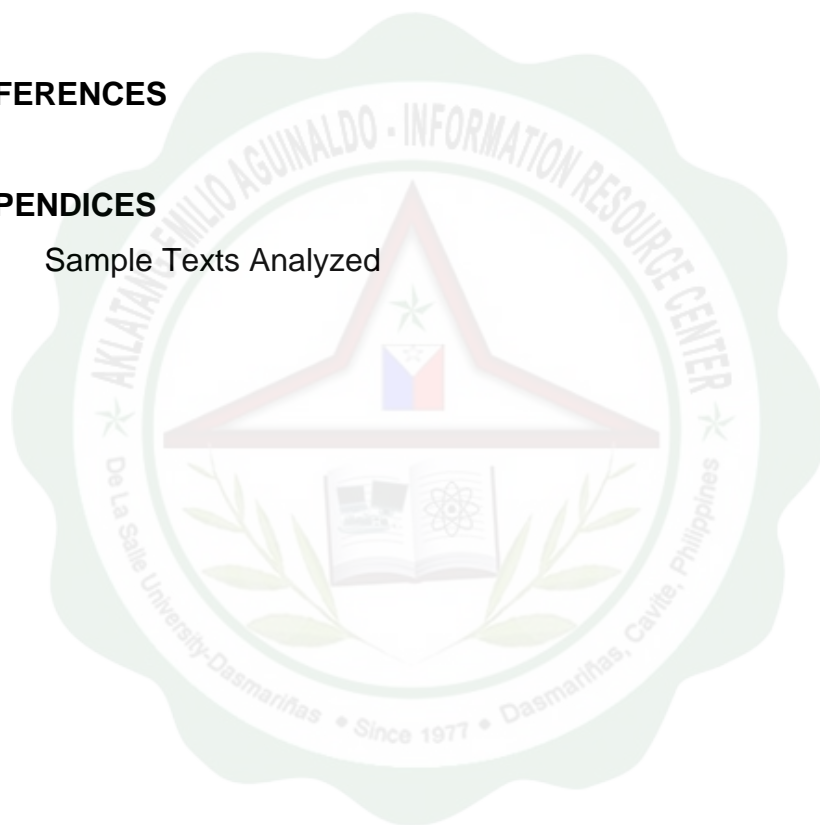 FERENCES
PENDICES
Sample Texts Analyzed
AKLATANG EMILIO AGUINALDO - INFORMATION RESOURCE CENTER
De La Salle University-Dasmariñas • Since 1977 • Dasmariñas, Cavite, Philippines